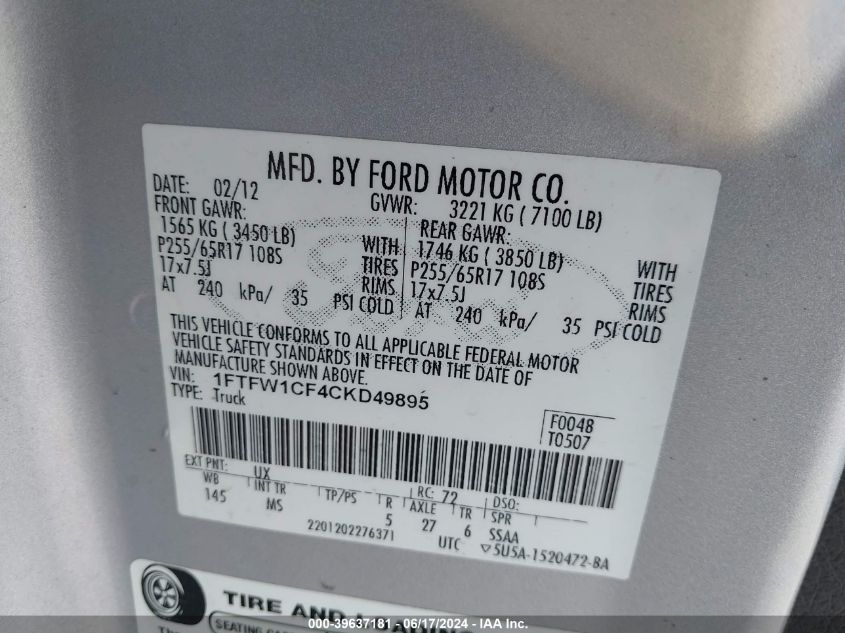 MFD. BY FORD MOTOR CO.
DATE: 02/12 GVWR: 3221 KG ( 7100 LB)
FRONT GAWR: REAR GAWR:
1565 KG ( 3450 LB) WITH 1746 KG ( 3850 LB) WITH
P255/65R17 108S TIRES P255/65R17 108S TIRES
17x7.5J RIMS 17x7.5J RIMS
AT 240 kPa/ 35 PSI COLD AT 240 kPa/ 35 PSI COLD
THIS VEHICLE CONFORMS TO ALL APPLICABLE FEDERAL MOTOR
VEHICLE SAFETY STANDARDS IN EFFECT ON THE DATE OF
MANUFACTURE SHOWN ABOVE.
VIN: 1FTFW1CF4CKD49895
TYPE: Truck
F0048
T0507
EXT PNT: UX RC: 72 DSO:
WB INT TR TP/PS R AXLE TR SPR
145 MS 5 27 6 SSAA
2201202276371 UTC ▽5U5A-1520472-BA
TIRE AND LOADING
SEATING
000-39637181 - 06/17/2024 - IAA Inc.